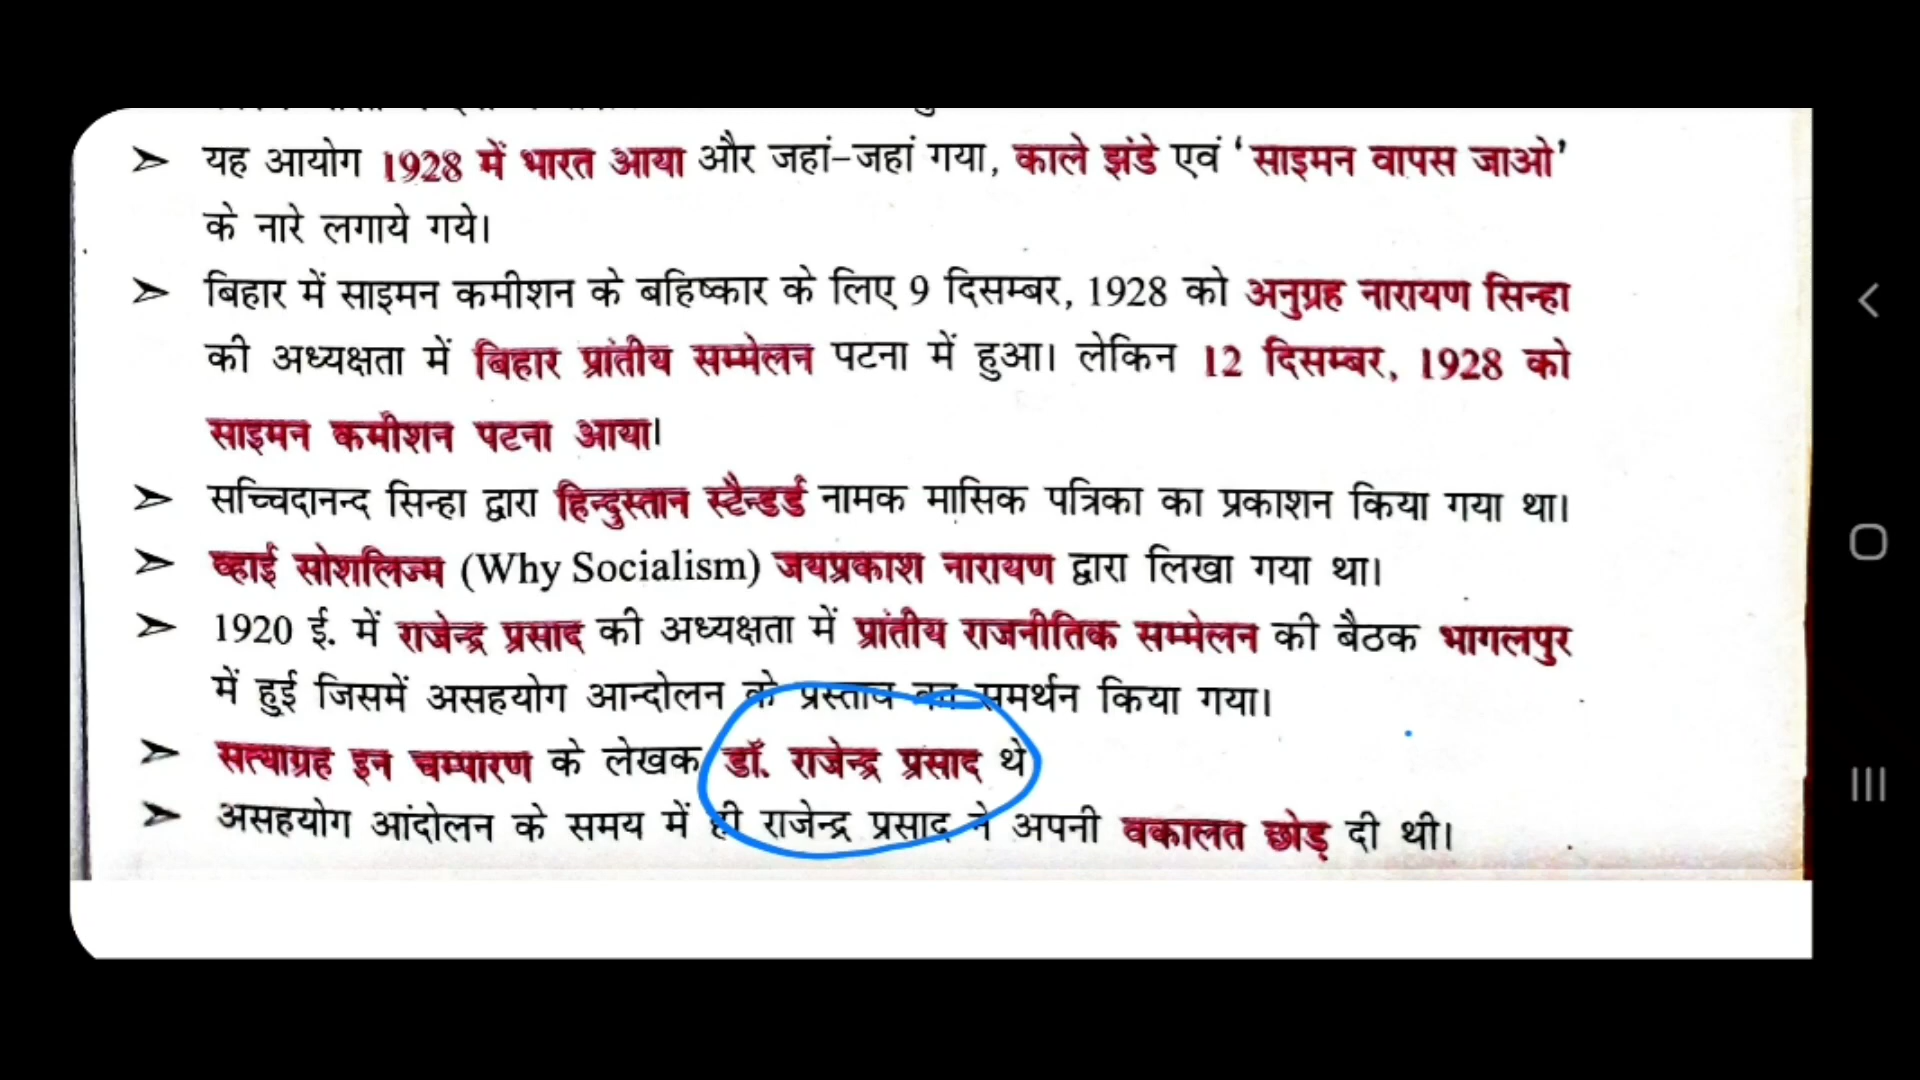 ➢ यह आयोग 1928 में भारत आया और जहां-जहां गया, काले झंडे एवं 'साइमन वापस जाओ'
के नारे लगाये गये।
➢ बिहार में साइमन कमीशन के बहिष्कार के लिए 9 दिसम्बर, 1928 को अनुग्रह नारायण सिन्हा
की अध्यक्षता में बिहार प्रांतीय सम्मेलन पटना में हुआ। लेकिन 12 दिसम्बर, 1928 को
साइमन कमीशन पटना आया।
➢ सच्चिदानन्द सिन्हा द्वारा हिन्दुस्तान स्टैन्डर्ड नामक मासिक पत्रिका का प्रकाशन किया गया था।
➢ व्हाई सोशलिज्म (Why Socialism) जयप्रकाश नारायण द्वारा लिखा गया था।
➢ 1920 ई. में राजेन्द्र प्रसाद की अध्यक्षता में प्रांतीय राजनीतिक सम्मेलन की बैठक भागलपुर
में हुई जिसमें असहयोग आन्दोलन के प्रस्ताव का समर्थन किया गया।
➢ सत्याग्रह इन चम्पारण के लेखक डॉ. राजेन्द्र प्रसाद थे
➢ असहयोग आंदोलन के समय में ही राजेन्द्र प्रसाद ने अपनी वकालत छोड़ दी थी।